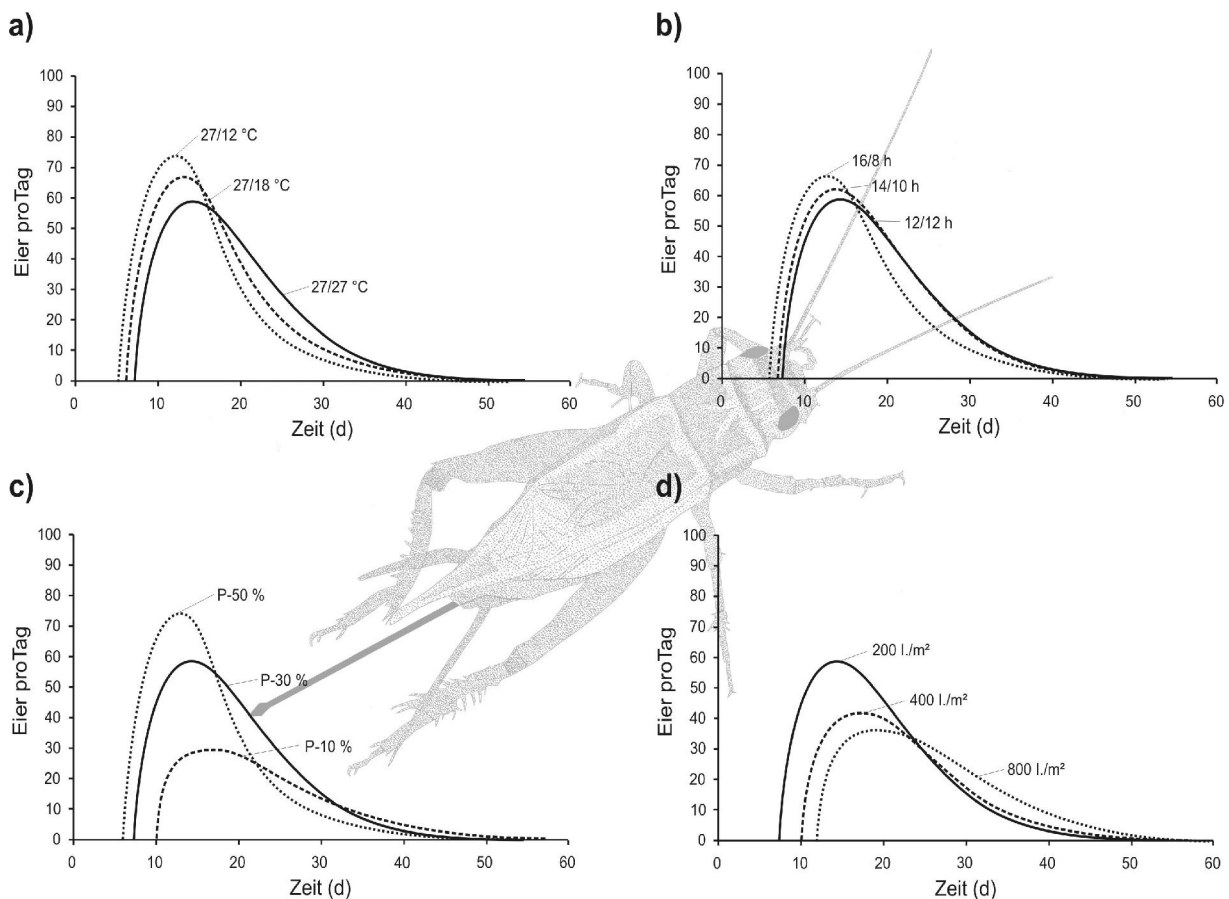 a)
100
90
80
70
60
50
40
30
20
10
0
Eier proTag
27/12 °C
27/18 °C
27/27 °C
0 10 20 30 40 50 60
Zeit (d)
b)
100
90
80
70
60
50
40
30
20
10
0
Eier proTag
16/8 h
14/10 h
12/12 h
0 10 20 30 40 50 60
Zeit (d)
c)
100
90
80
70
60
50
40
30
20
10
0
Eier proTag
P-50 %
P-30 %
P-10 %
0 10 20 30 40 50 60
Zeit (d)
d)
100
90
80
70
60
50
40
30
20
10
0
Eier proTag
200 I./m²
400 I./m²
800 I./m²
0 10 20 30 40 50 60
Zeit (d)